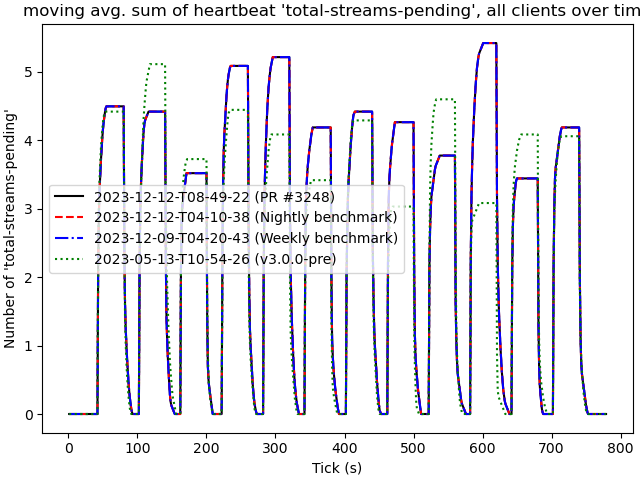 moving avg. sum of heartbeat 'total-streams-pending', all clients over tim
Number of 'total-streams-pending'
5
4
3
2
1
0
2023-12-12-T08-49-22 (PR #3248)
2023-12-12-T04-10-38 (Nightly benchmark)
2023-12-09-T04-20-43 (Weekly benchmark)
2023-05-13-T10-54-26 (v3.0.0-pre)
0 100 200 300 400 500 600 700 800
Tick (s)